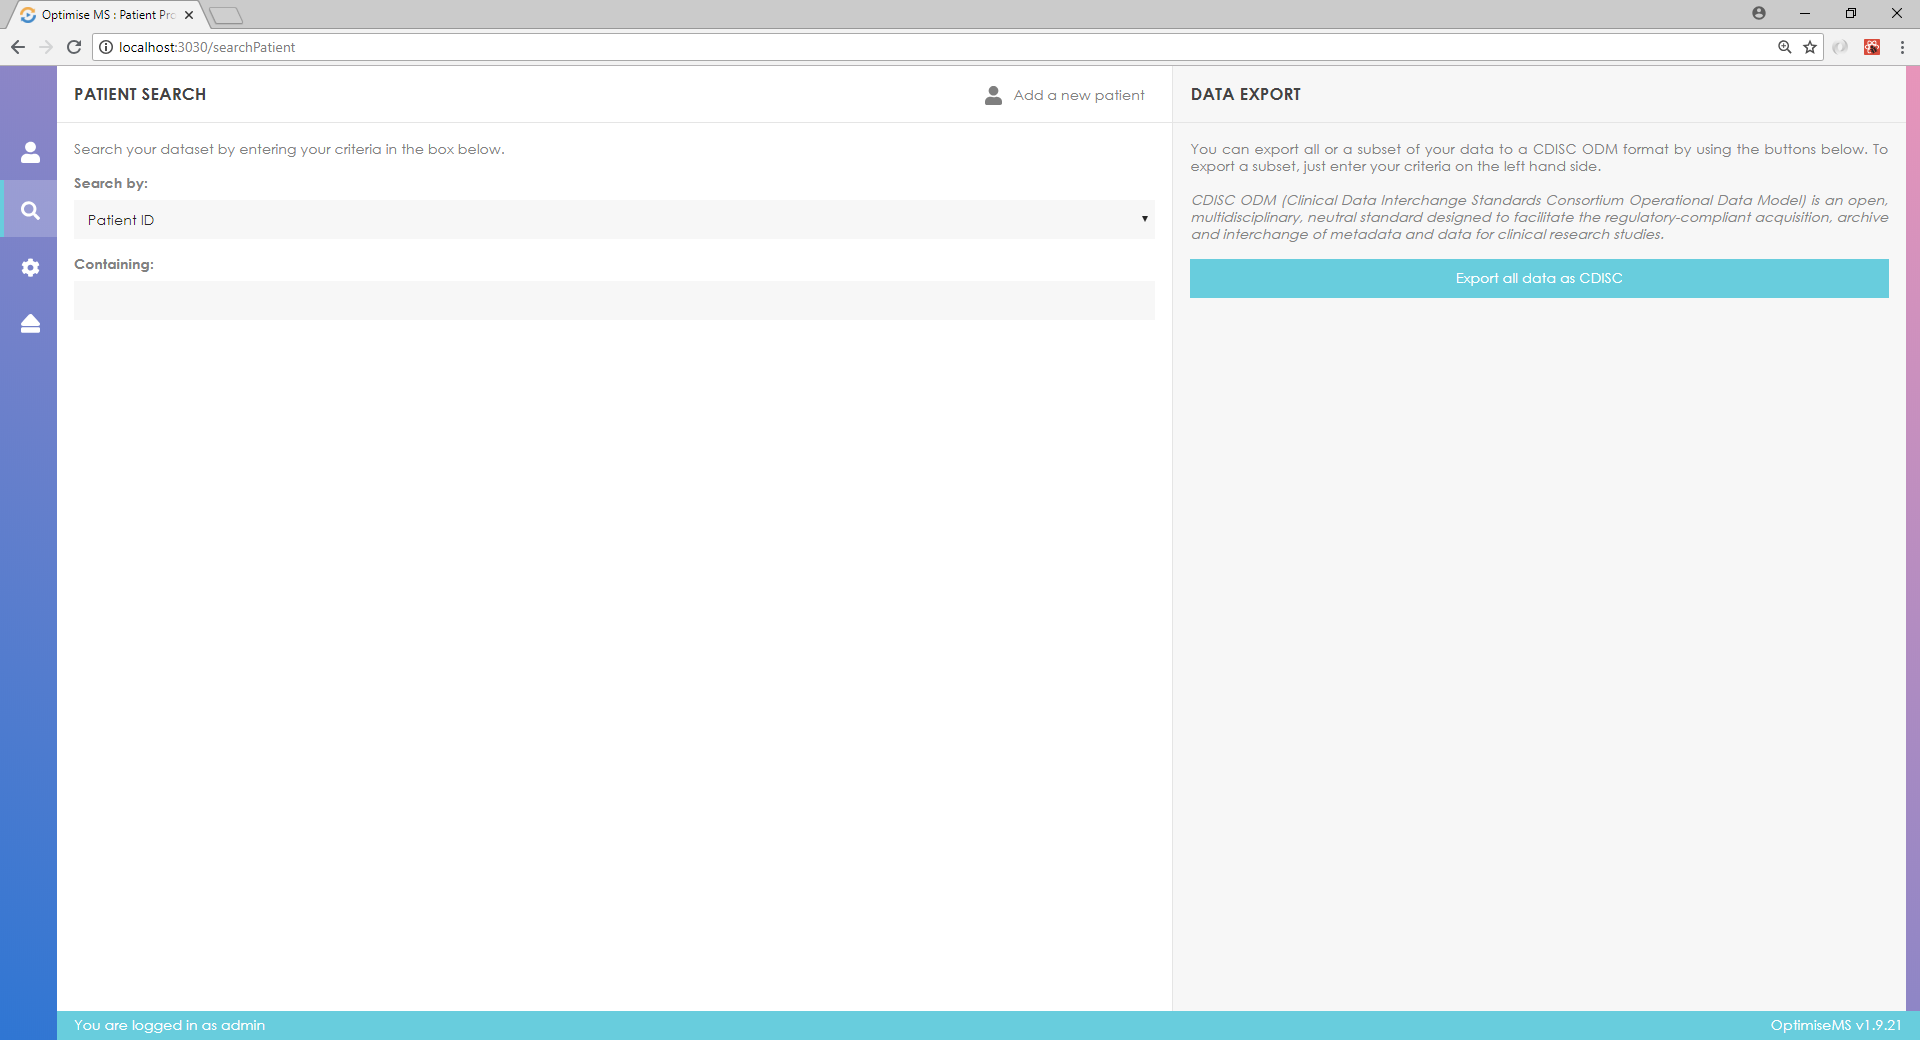 Optimise MS : Patient Pro
localhost:3030/searchPatient
PATIENT SEARCH
Add a new patient
Search your dataset by entering your criteria in the box below.
Search by:
Patient ID
Containing:
DATA EXPORT
You can export all or a subset of your data to a CDISC ODM format by using the buttons below. To
export a subset, just enter your criteria on the left hand side.
CDISC ODM (Clinical Data Interchange Standards Consortium Operational Data Model) is an open,
multidisciplinary, neutral standard designed to facilitate the regulatory-compliant acquisition, archive
and interchange of metadata and data for clinical research studies.
Export all data as CDISC
You are logged in as admin
OptimiseMS v1.9.21